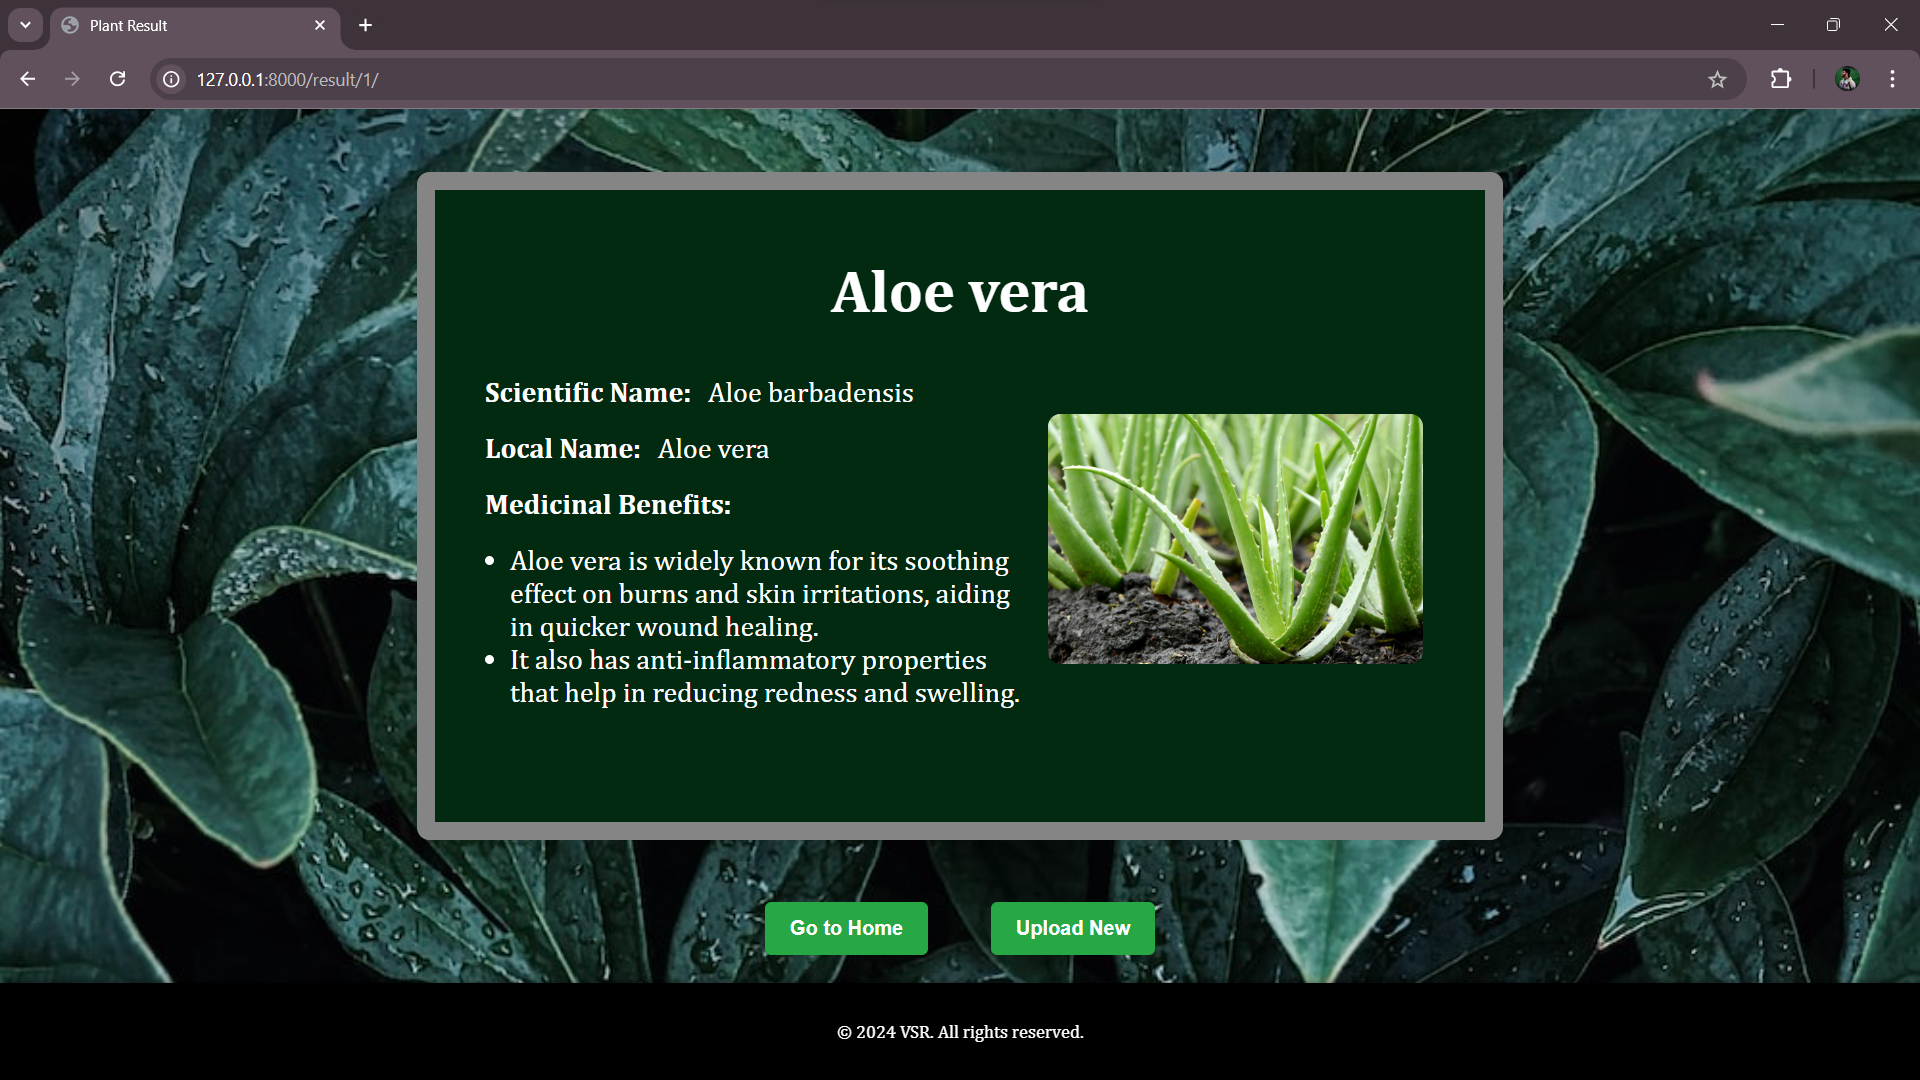 Plant Result
127.0.0.1:8000/result/1/
Aloe vera
Scientific Name: Aloe barbadensis
Local Name: Aloe vera
Medicinal Benefits:
• Aloe vera is widely known for its soothing
effect on burns and skin irritations, aiding
in quicker wound healing.
• It also has anti-inflammatory properties
that help in reducing redness and swelling.
Go to Home
Upload New
© 2024 VSR. All rights reserved.